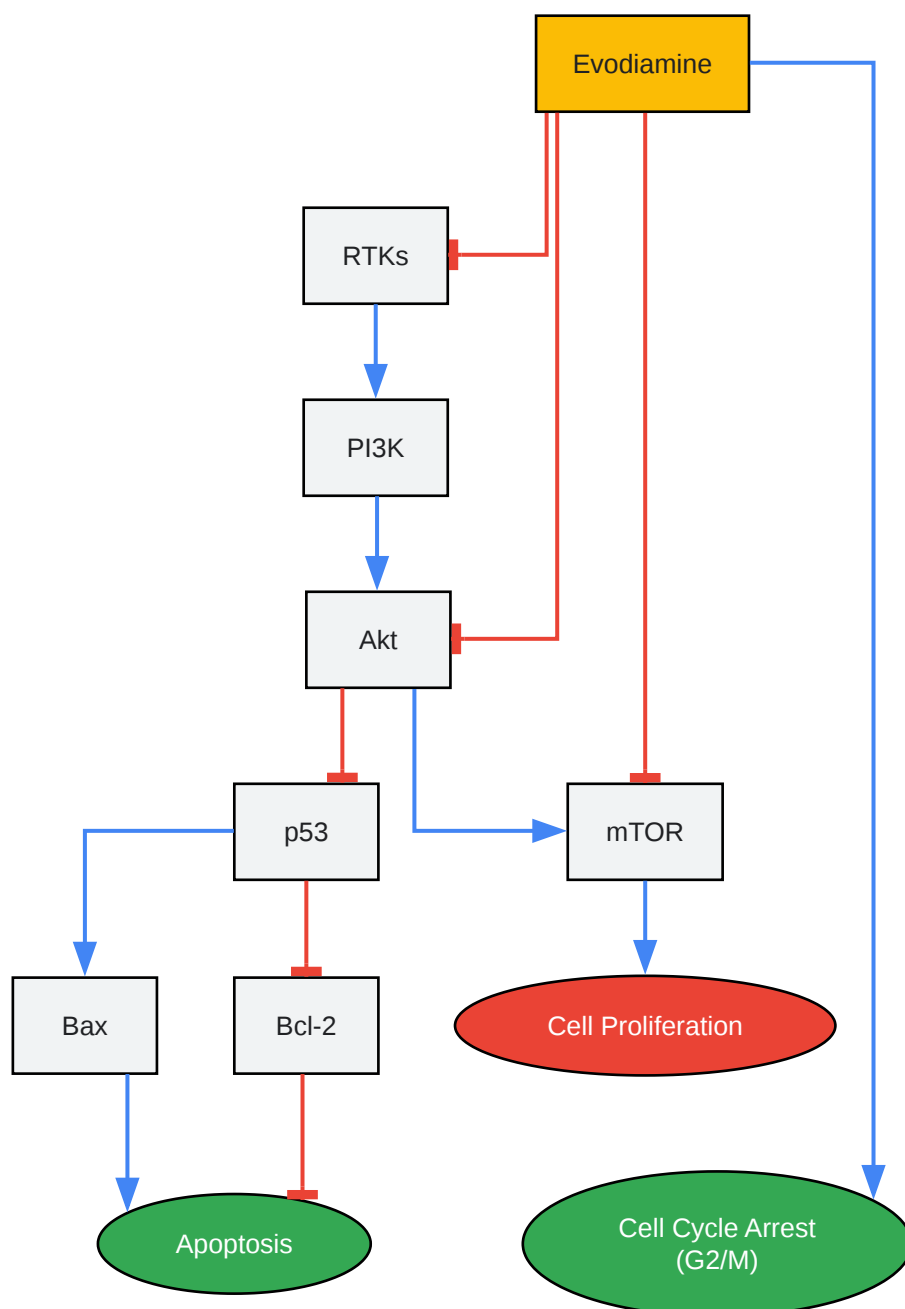 Evodiamine
RTKs
PI3K
Akt
p53
mTOR
Bax
Bcl-2
Cell Proliferation
Apoptosis
Cell Cycle Arrest
(G2/M)